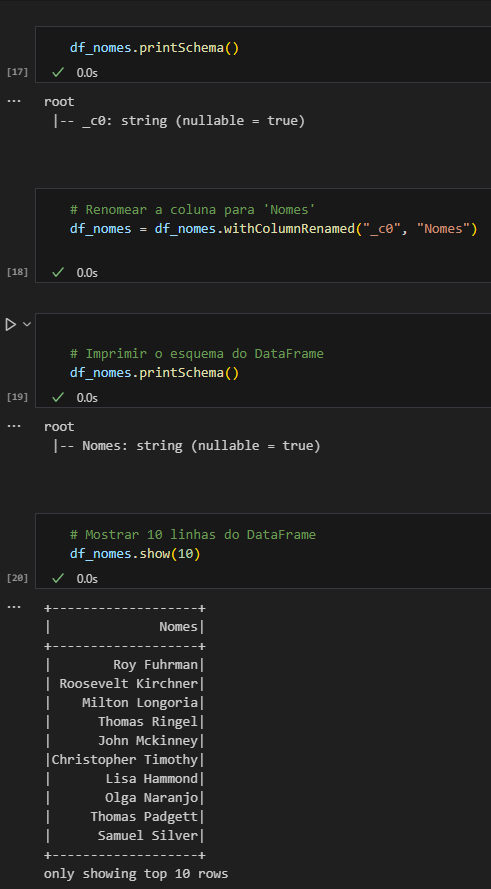 df_nomes.printSchema()
[17] 0.0s
... root
|-- _c0: string (nullable = true)
# Renomear a coluna para 'Nomes'
df_nomes = df_nomes.withColumnRenamed("_c0", "Nomes")
[18] 0.0s
# Imprimir o esquema do DataFrame
df_nomes.printSchema()
[19] 0.0s
... root
|-- Nomes: string (nullable = true)
# Mostrar 10 linhas do DataFrame
df_nomes.show(10)
[20] 0.0s
... +-------------------+
|              Nomes|
+-------------------+
|        Roy Fuhrman|
| Roosevelt Kirchner|
|    Milton Longoria|
|      Thomas Ringel|
|      John Mckinney|
|Christopher Timothy|
|       Lisa Hammond|
|       Olga Naranjo|
|     Thomas Padgett|
|      Samuel Silver|
+-------------------+
only showing top 10 rows